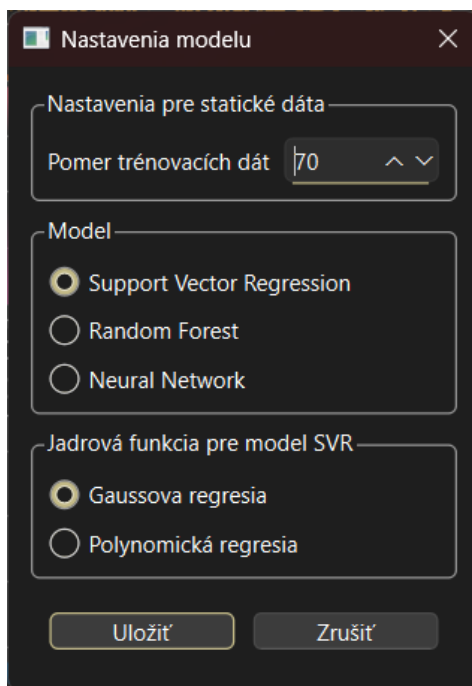 Nastavenia modelu
Nastavenia pre statické dáta
Pomer trénovacích dát 70
Model
Support Vector Regression
Random Forest
Neural Network
Jadrová funkcia pre model SVR
Gaussova regresia
Polynomická regresia
Uložiť Zrušiť